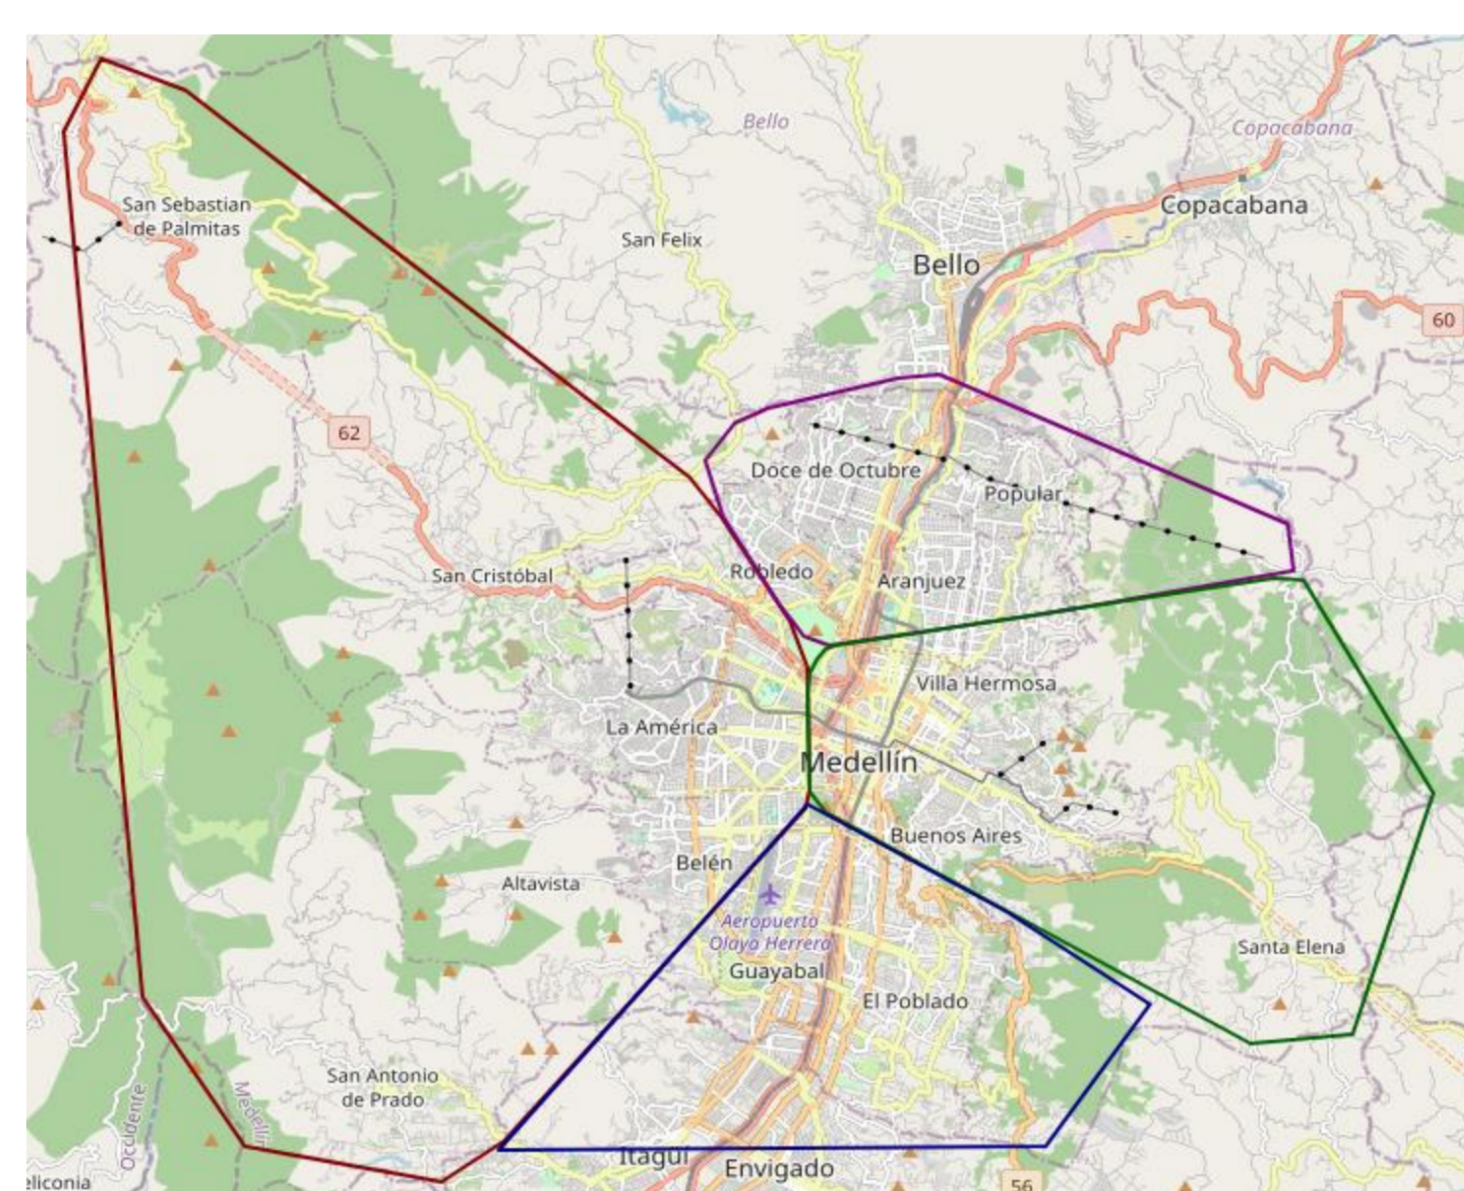 Bello
Copacabana
San Sebastian
de Palmitas
Copacabana
San Felix
Bello
60
62
Doce de Octubre
Popular
Robledo
San Cristóbal
Aranjuez
Villa Hermosa
La América
Medellín
Buenos Aires
Belén
Altavista
Aeropuerto
Olaya Herrera
Santa Elena
Guayabal
El Poblado
San Antonio
de Prado
Occidente
Medellín
Itagüí
Envigado
eliconia
56